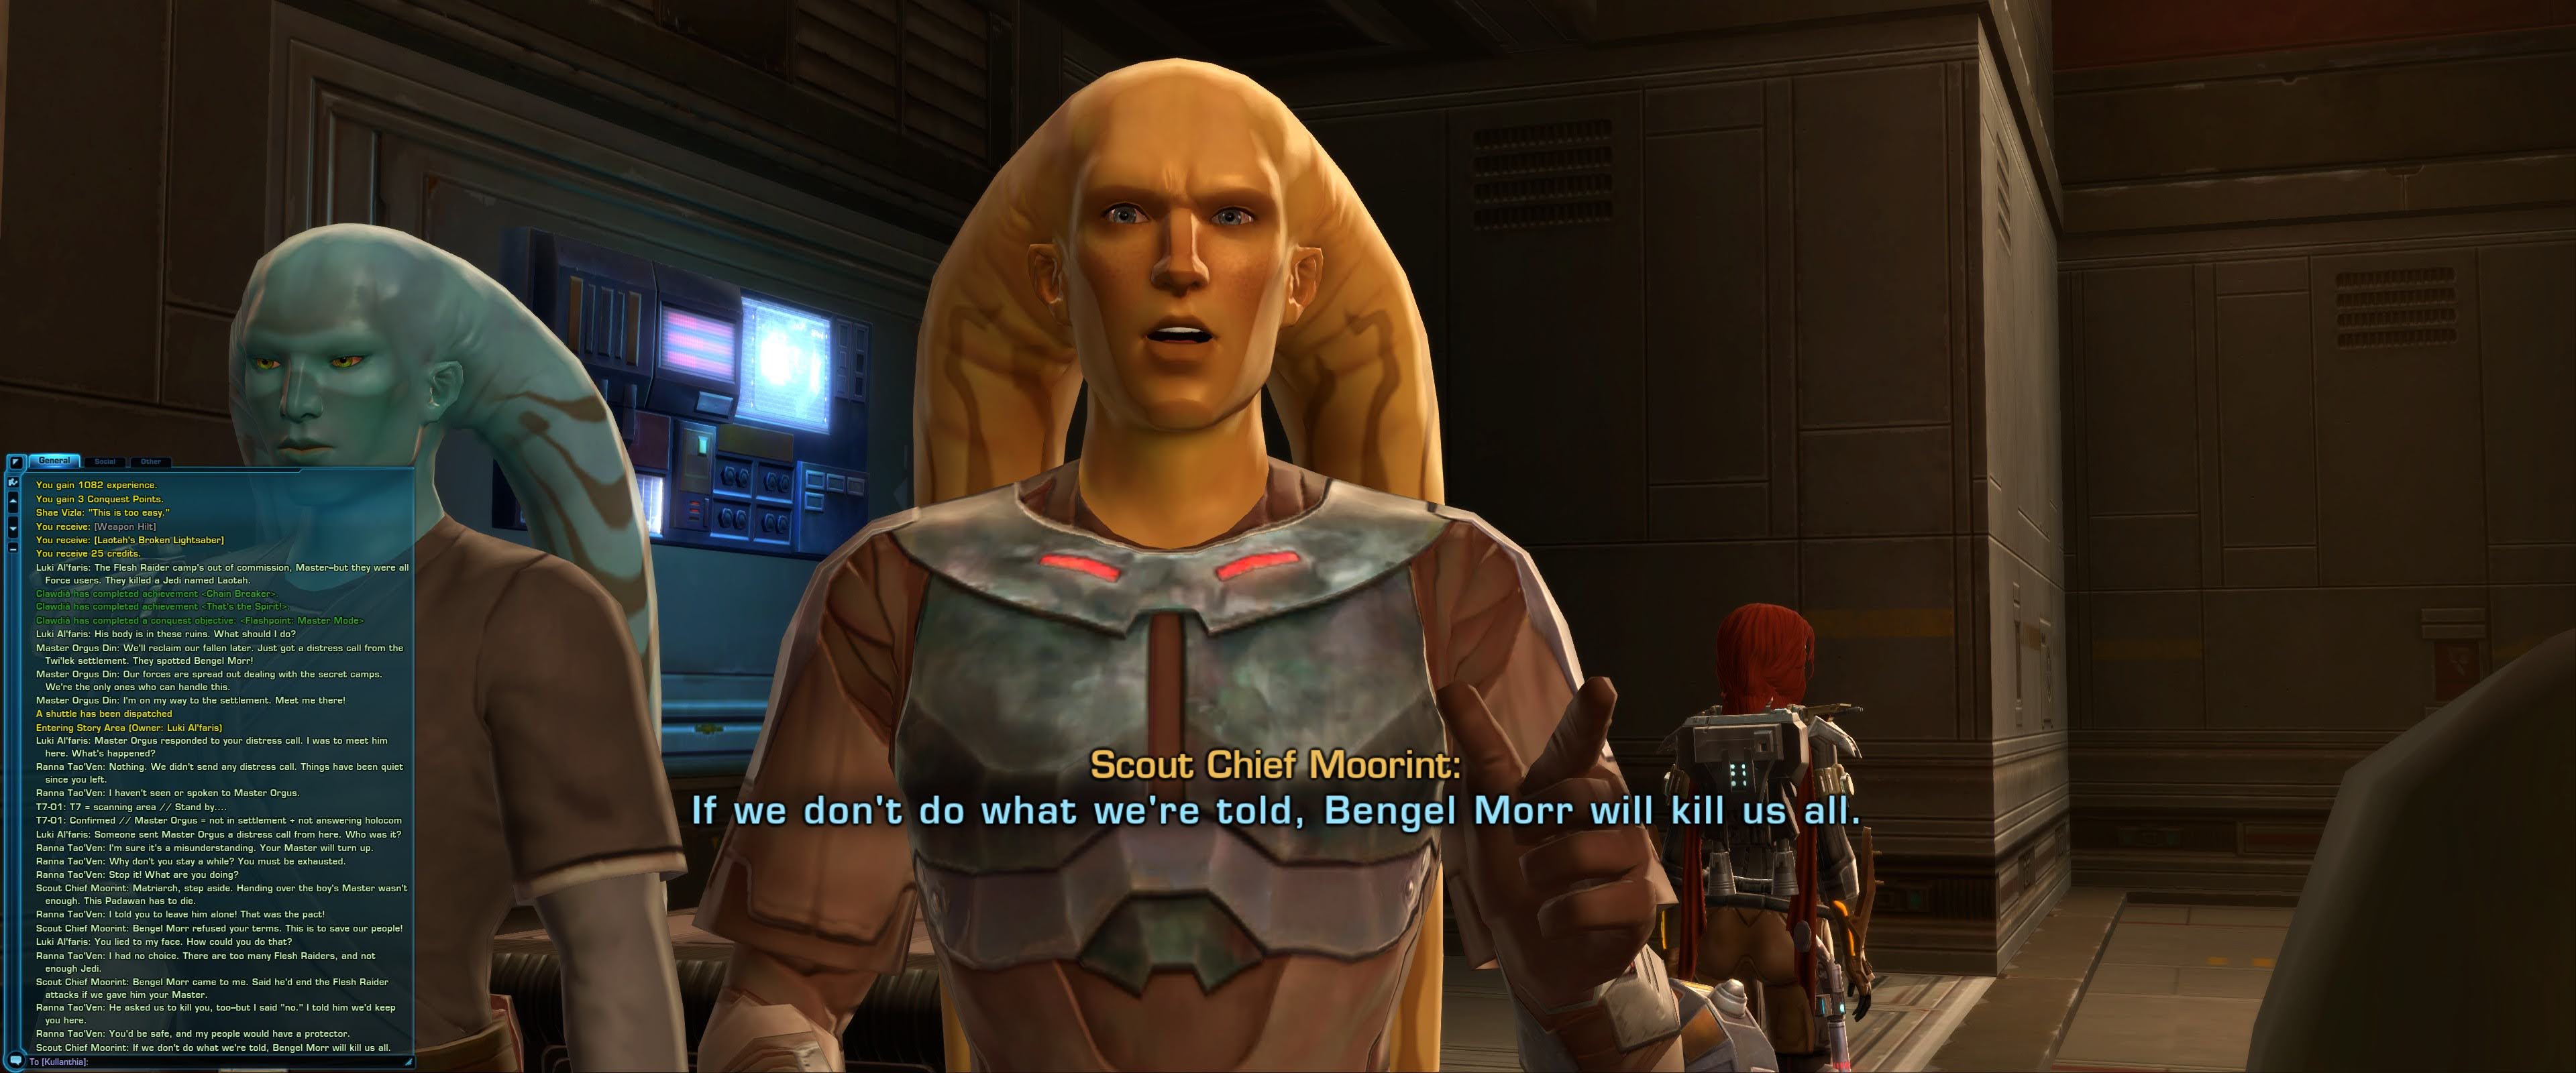 General Social Other
You gain 1082 experience.
You gain 3 Conquest Points.
Shae Vizla: "This is too easy."
You receive: [Weapon Hilt]
You receive: [Laotah's Broken Lightsaber]
You receive 25 credits.
Luki Al'faris: The Flesh Raider camp's out of commission, Master—but they were all
Force users. They killed a Jedi named Laotah.
Clawdià has completed achievement <Chain Breaker>
Clawdià has completed achievement <That's the Spirit!>
Clawdià has completed a conquest objective: <Flashpoint: Master Mode>
Luki Al'faris: His body is in these ruins. What should I do?
Master Orgus Din: We'll reclaim our fallen later. Just got a distress call from the
Twi'lek settlement. They spotted Bengel Morr!
Master Orgus Din: Our forces are spread out dealing with the secret camps.
We're the only ones who can handle this.
Master Orgus Din: I'm on my way to the settlement. Meet me there!
A shuttle has been dispatched
Entering Story Area (Owner: Luki Al'faris)
Luki Al'faris: Master Orgus responded to your distress call. I was to meet him
here. What's happened?
Ranna Tao'Ven: Nothing. We didn't send any distress call. Things have been quiet
since you left.
Ranna Tao'Ven: I haven't seen or spoken to Master Orgus.
T7-01: T7 = scanning area // Stand by....
T7-01: Confirmed // Master Orgus = not in settlement + not answering holocom
Luki Al'faris: Someone sent Master Orgus a distress call from here. Who was it?
Ranna Tao'Ven: I'm sure it's a misunderstanding. Your Master will turn up.
Ranna Tao'Ven: Why don't you stay a while? You must be exhausted.
Ranna Tao'Ven: Stop it! What are you doing?
Scout Chief Moorint: Matriarch, step aside. Handing over the boy's Master wasn't
enough. This Padawan has to die.
Ranna Tao'Ven: I told you to leave him alone! That was the pact!
Scout Chief Moorint: Bengel Morr refused your terms. This is to save our people!
Luki Al'faris: You lied to my face. How could you do that?
Ranna Tao'Ven: I had no choice. There are too many Flesh Raiders, and not
enough Jedi.
Scout Chief Moorint: Bengel Morr came to me. Said he'd end the Flesh Raider
attacks if we gave him your Master.
Ranna Tao'Ven: He asked us to kill you, too—but I said "no." I told him we'd keep
you here.
Ranna Tao'Ven: You'd be safe, and my people would have a protector.
Scout Chief Moorint: If we don't do what we're told, Bengel Morr will kill us all.
To [Kullanthia]:
Scout Chief Moorint:
If we don't do what we're told, Bengel Morr will kill us all.